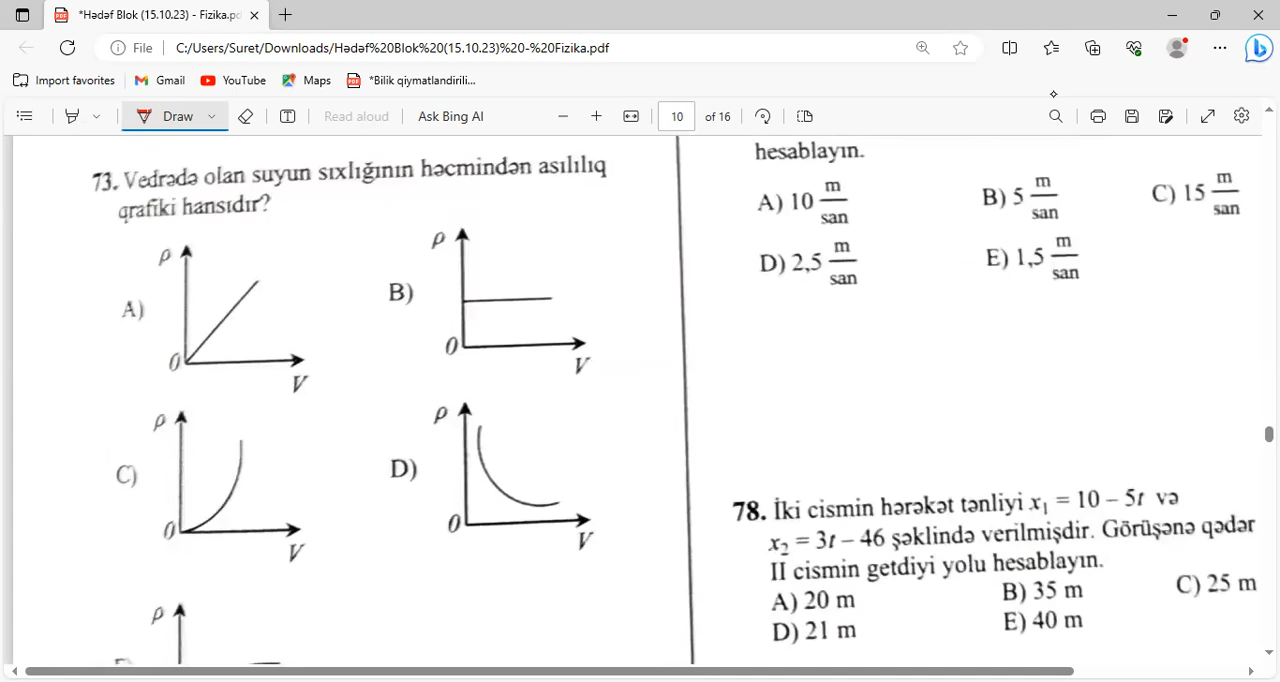 *Hədəf Blok (15.10.23) - Fizika.pd
File
C:/Users/Suret/Downloads/Hədəf%20Blok%20(15.10.23)%20-%20Fizika.pdf
Import favorites
Gmail
YouTube
Maps
*Bilik qiymatlandirili...
Draw
Read aloud
Ask Bing AI
10 of 16
73. Vedrədə olan suyun sıxlığının həcmindən asılılıq
qrafiki hansıdır?
A)
ρ
0
V
B)
ρ
0
V
C)
ρ
0
V
D)
ρ
0
V
ρ
hesablayın.
A) 10 m/san
B) 5 m/san
C) 15 m/san
D) 2,5 m/san
E) 1,5 m/san
78. İki cismin hərəkət tənliyi x₁ = 10 – 5t və
x₂ = 3t – 46 şəklində verilmişdir. Görüşənə qədər
II cismin getdiyi yolu hesablayın.
A) 20 m
B) 35 m
C) 25 m
D) 21 m
E) 40 m